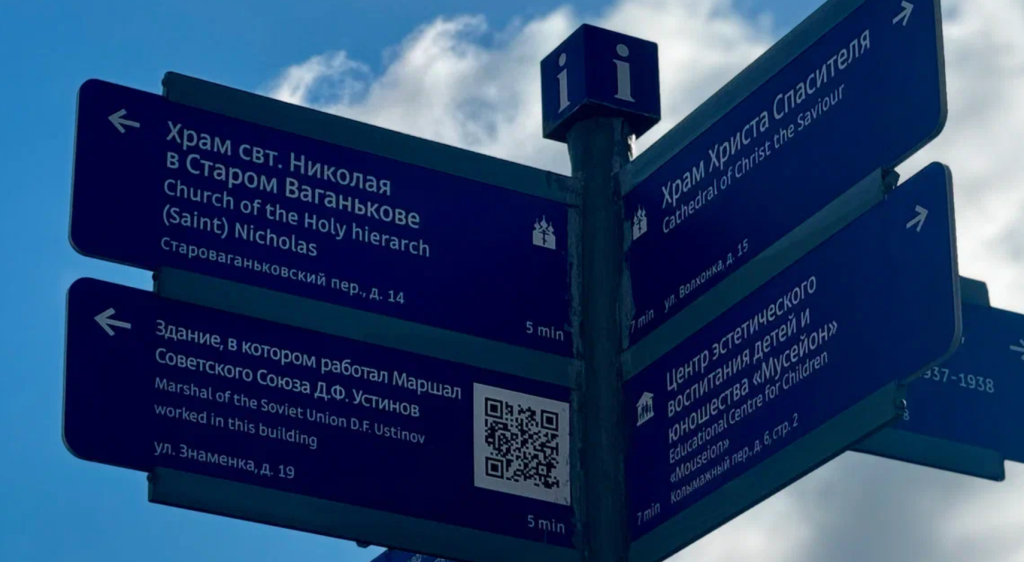 i i
Храм свт. Николая
в Старом Ваганькове
Church of the Holy hierarch
(Saint) Nicholas
Староваганьковский пер., д. 14
5 min
Здание, в котором работал Маршал
Советского Союза Д.Ф. Устинов
Marshal of the Soviet Union D.F. Ustinov
worked in this building
ул. Знаменка, д. 19
5 min
Храм Христа Спасителя
Cathedral of Christ the Saviour
ул. Волхонка, д. 15
7 min
Центр эстетического
воспитания детей и
юношества «Мусейон»
Educational Centre for Children
«Mouseion»
Колымажный пер., д. 6, стр. 2
7 min
937-1938